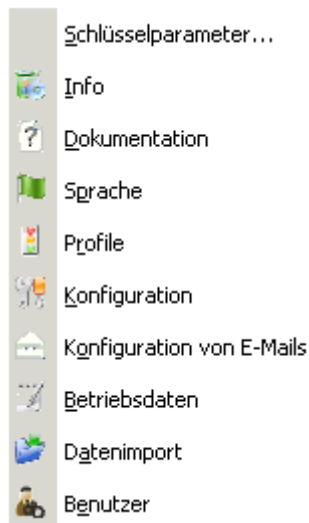 Schlüsselparameter...
Info
Dokumentation
Sprache
Profile
Konfiguration
Konfiguration von E-Mails
Betriebsdaten
Datenimport
Benutzer